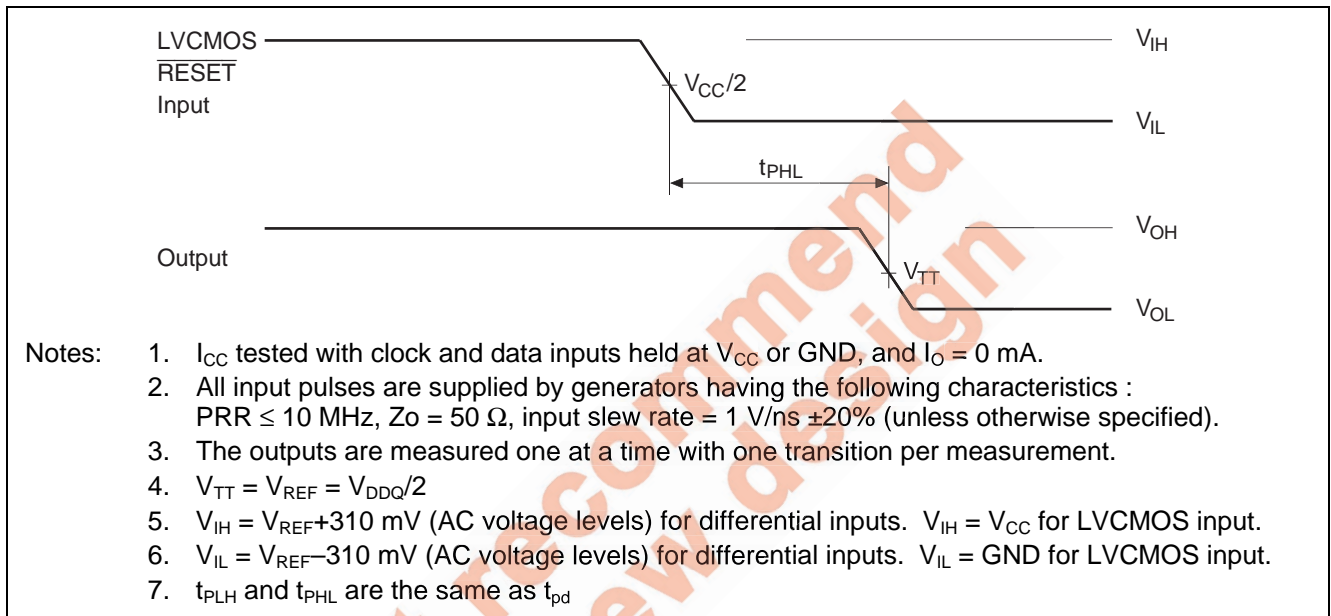 LVCMOS
RESET
Input
V_IH
V_CC/2
V_IL
t_PHL
V_OH
Output
V_TT
V_OL
Notes: 1. I_CC tested with clock and data inputs held at V_CC or GND, and I_O = 0 mA.
2. All input pulses are supplied by generators having the following characteristics :
PRR ≤ 10 MHz, Zo = 50 Ω, input slew rate = 1 V/ns ±20% (unless otherwise specified).
3. The outputs are measured one at a time with one transition per measurement.
4. V_TT = V_REF = V_DDQ/2
5. V_IH = V_REF+310 mV (AC voltage levels) for differential inputs. V_IH = V_CC for LVCMOS input.
6. V_IL = V_REF–310 mV (AC voltage levels) for differential inputs. V_IL = GND for LVCMOS input.
7. t_PLH and t_PHL are the same as t_pd
recommend
design